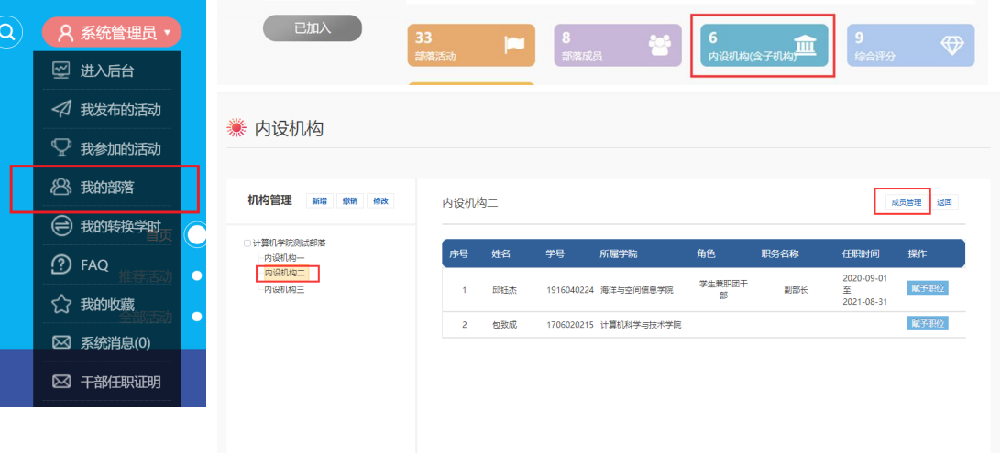 系统管理员
进入后台
我发布的活动
我参加的活动
我的部落
我的转换学时
首页
FAQ
推荐活动
我的收藏
全部活动
系统消息(0)
干部任职证明
已加入
33
部落活动
8
部落成员
6
内设机构(含子机构)
9
综合评分
内设机构
机构管理 新增 撤销 修改
计算机学院测试部落
内设机构一
内设机构二
内设机构三
内设机构二 成员管理 返回
序号 姓名 学号 所属学院 角色 职务名称 任职时间 操作
1 邱钰杰 1916040224 海洋与空间信息学院 学生兼职团干部 副部长 2020-09-01 至 2021-08-31 赋予职位
2 包致成 1706020215 计算机科学与技术学院 赋予职位